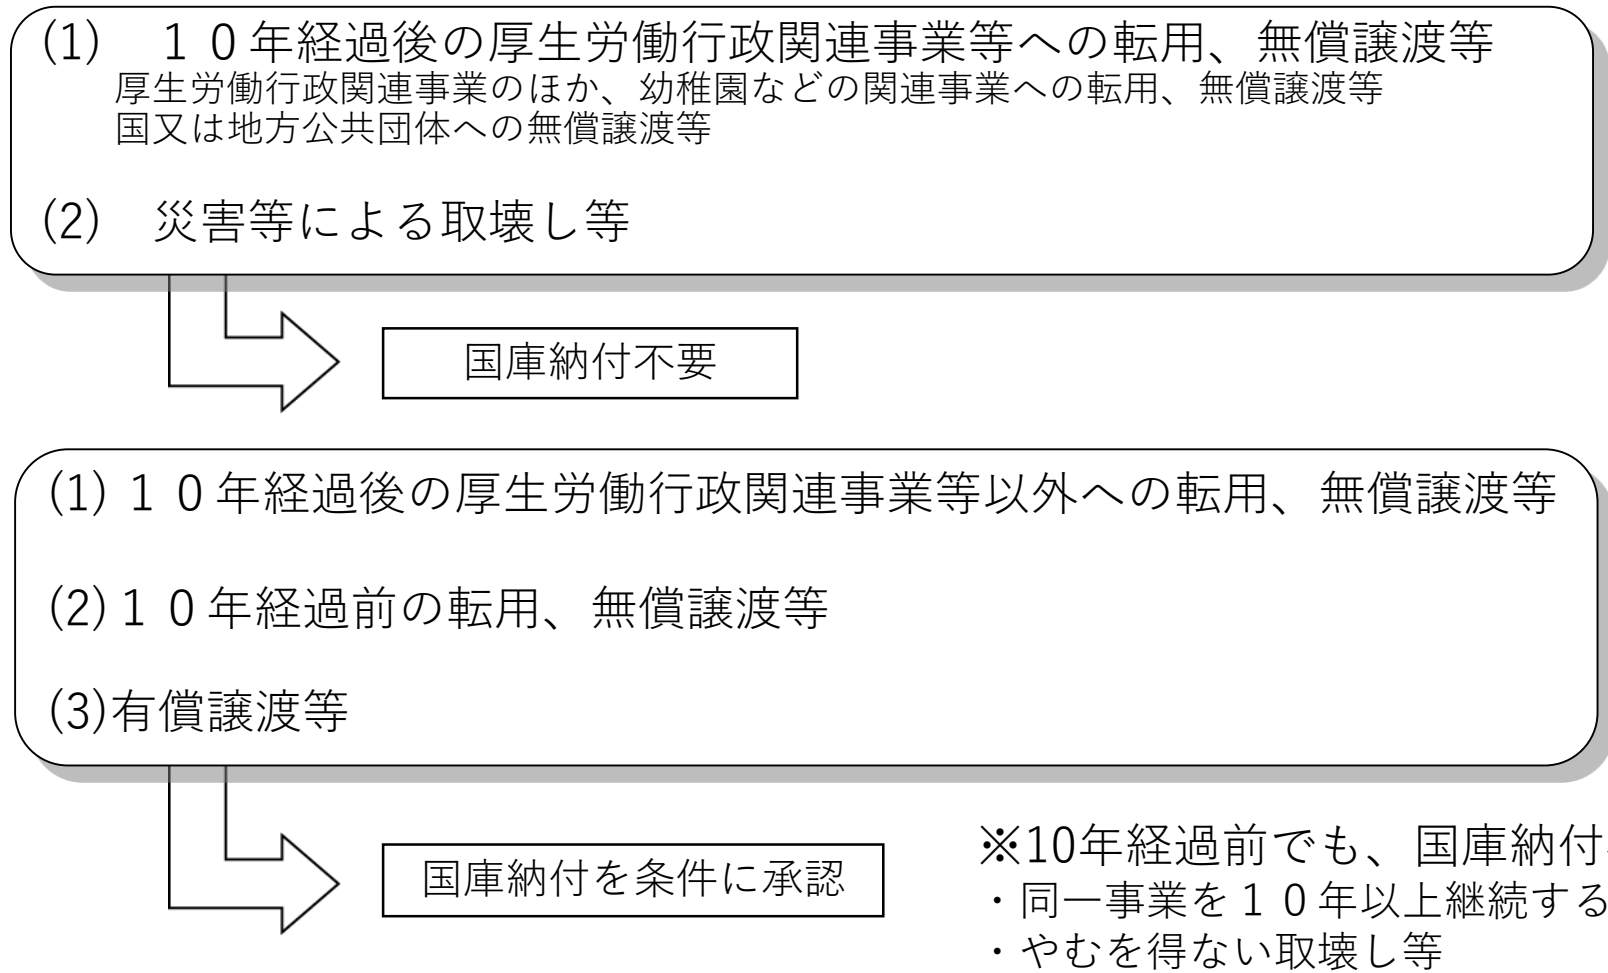 (1)　１０年経過後の厚生労働行政関連事業等への転用、無償譲渡等
厚生労働行政関連事業のほか、幼稚園などの関連事業への転用、無償譲渡等
国又は地方公共団体への無償譲渡等
(2)　災害等による取壊し等
国庫納付不要
(1)１０年経過後の厚生労働行政関連事業等以外への転用、無償譲渡等
(2)１０年経過前の転用、無償譲渡等
(3)有償譲渡等
国庫納付を条件に承認
※10年経過前でも、国庫納付
・同一事業を１０年以上継続する
・やむを得ない取壊し等